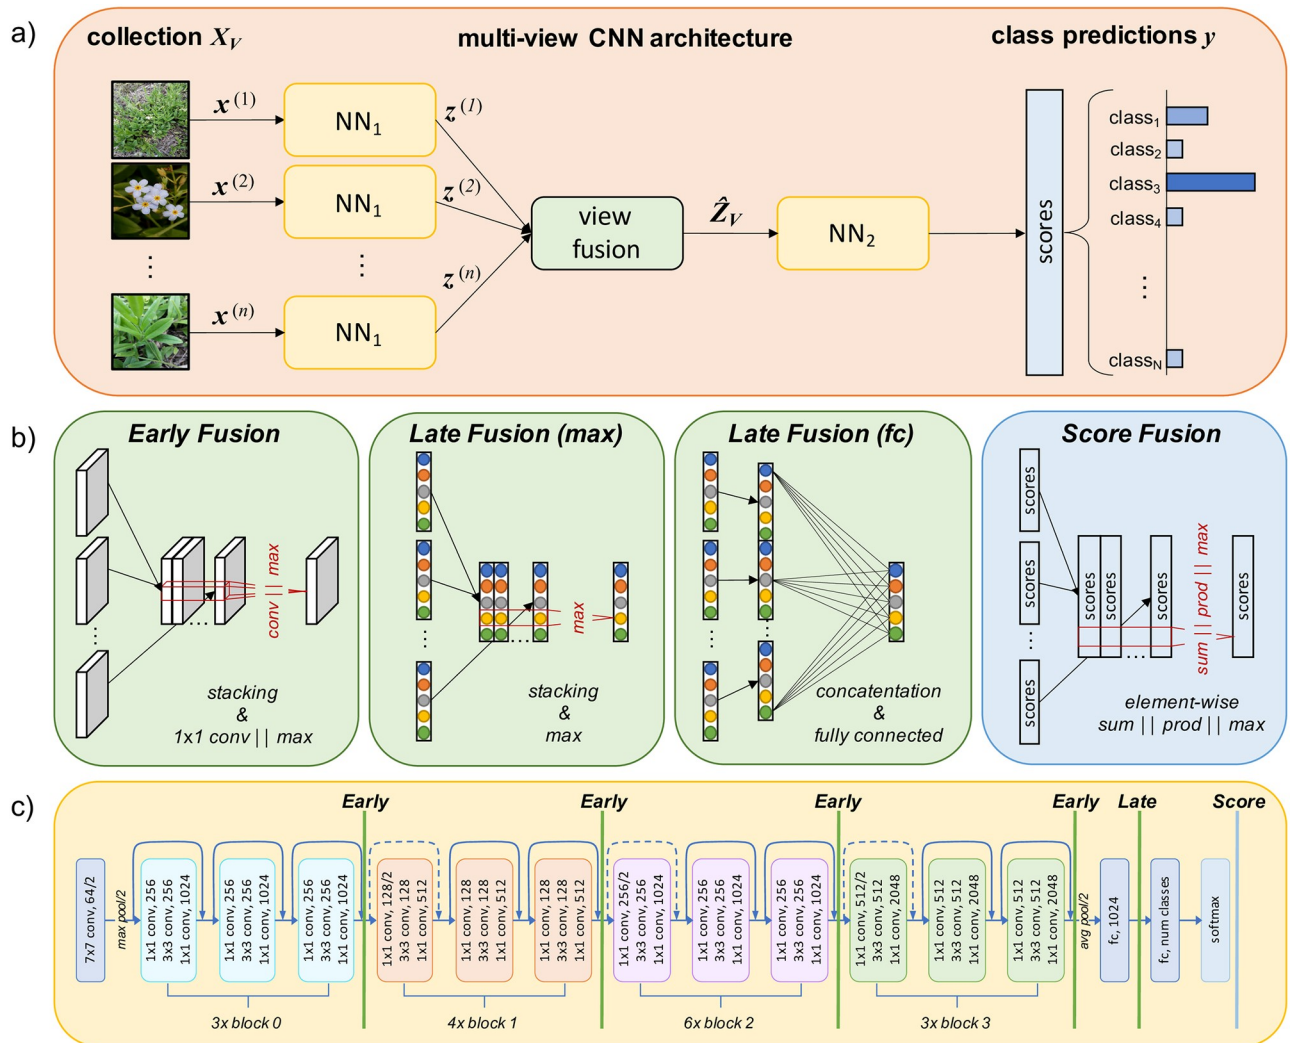 a)
collection X_V
multi-view CNN architecture
class predictions y
x^(1)
NN_1
z^(1)
x^(2)
NN_1
z^(2)
view
fusion
Ẑ_V
NN_2
scores
class_1
class_2
class_3
class_4
⋮
⋮
⋮
x^(n)
NN_1
z^(n)
class_N
b)
Early Fusion
conv || max
...
...
stacking
&
1x1 conv || max
Late Fusion (max)
max
...
...
stacking
&
max
Late Fusion (fc)
...
...
concatentation
&
fully connected
Score Fusion
scores
scores
scores
scores
scores
scores
scores
sum || prod || max
...
...
element-wise
sum || prod || max
c)
Early
Early
Early
Early
Late
Score
7x7 conv, 64/2
max pool/2
1x1 conv, 256
3x3 conv, 256
1x1 conv, 1024
1x1 conv, 256
3x3 conv, 256
1x1 conv, 1024
1x1 conv, 256
3x3 conv, 256
1x1 conv, 1024
1x1 conv, 128/2
3x3 conv, 128
1x1 conv, 512
1x1 conv, 128
3x3 conv, 128
1x1 conv, 512
1x1 conv, 128
3x3 conv, 128
1x1 conv, 512
1x1 conv, 256/2
3x3 conv, 256
1x1 conv, 1024
1x1 conv, 256
3x3 conv, 256
1x1 conv, 1024
1x1 conv, 256
3x3 conv, 256
1x1 conv, 1024
1x1 conv, 512/2
3x3 conv, 512
1x1 conv, 2048
1x1 conv, 512
3x3 conv, 512
1x1 conv, 2048
1x1 conv, 512
3x3 conv, 512
1x1 conv, 2048
avg pool/2
fc, 1024
fc, num classes
softmax
3x block 0
4x block 1
6x block 2
3x block 3